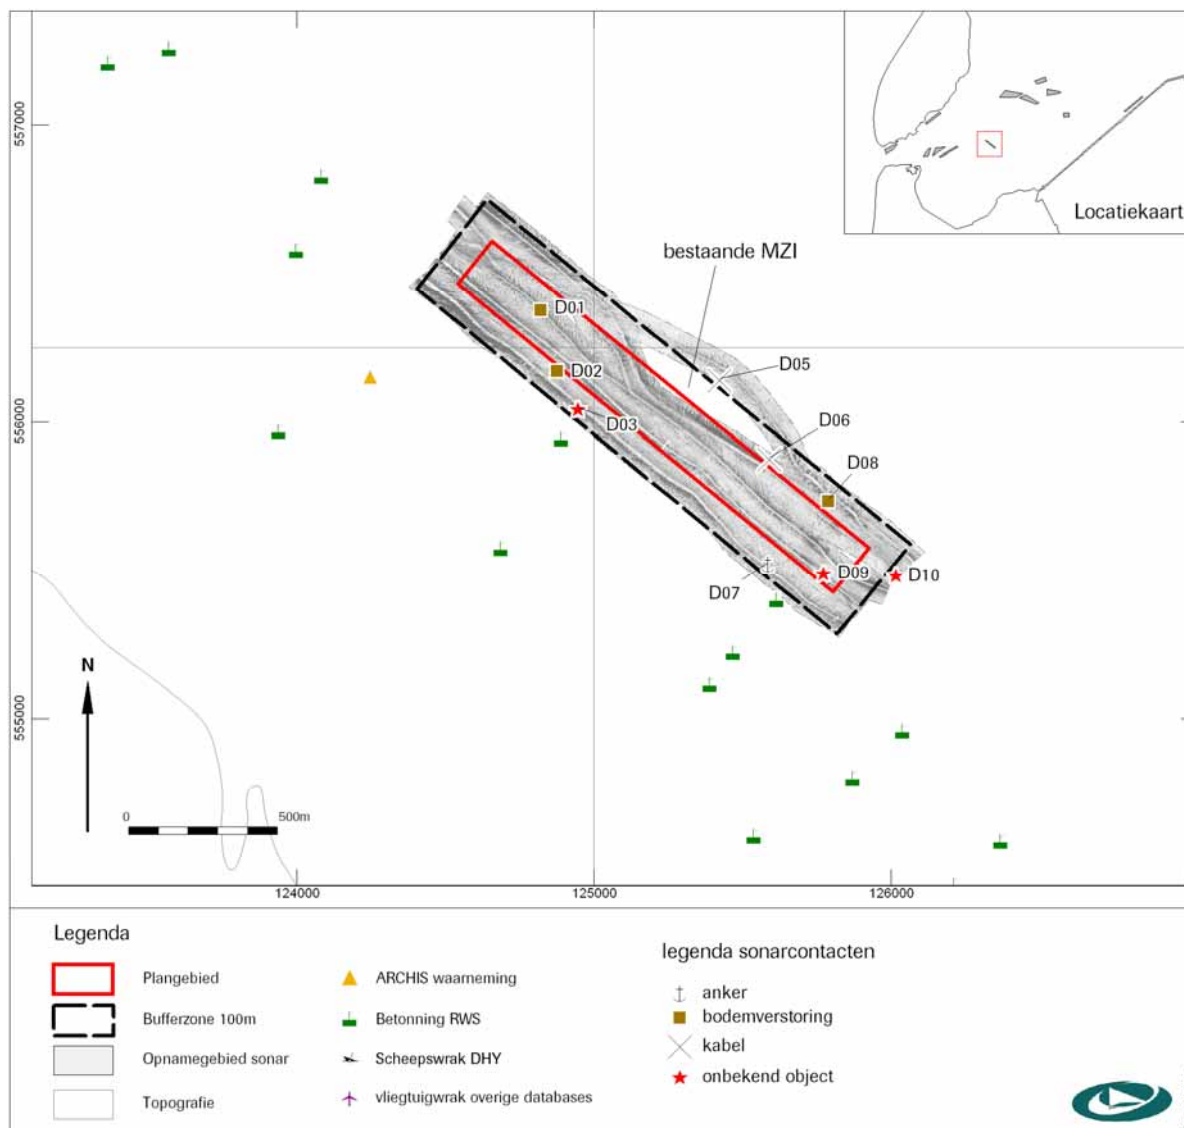 557000
556000
555000
124000
125000
126000
Locatiekaart
bestaande MZI
D01
D02
D03
D05
D06
D08
D07
D09
D10
N
0
500m
Legenda
Plangebied
Bufferzone 100m
Opnamegebied sonar
Topografie
ARCHIS waarneming
Betonning RWS
Scheepswrak DHY
vliegtuigwrak overige databases
legenda sonarcontacten
anker
bodemverstoring
kabel
onbekend object